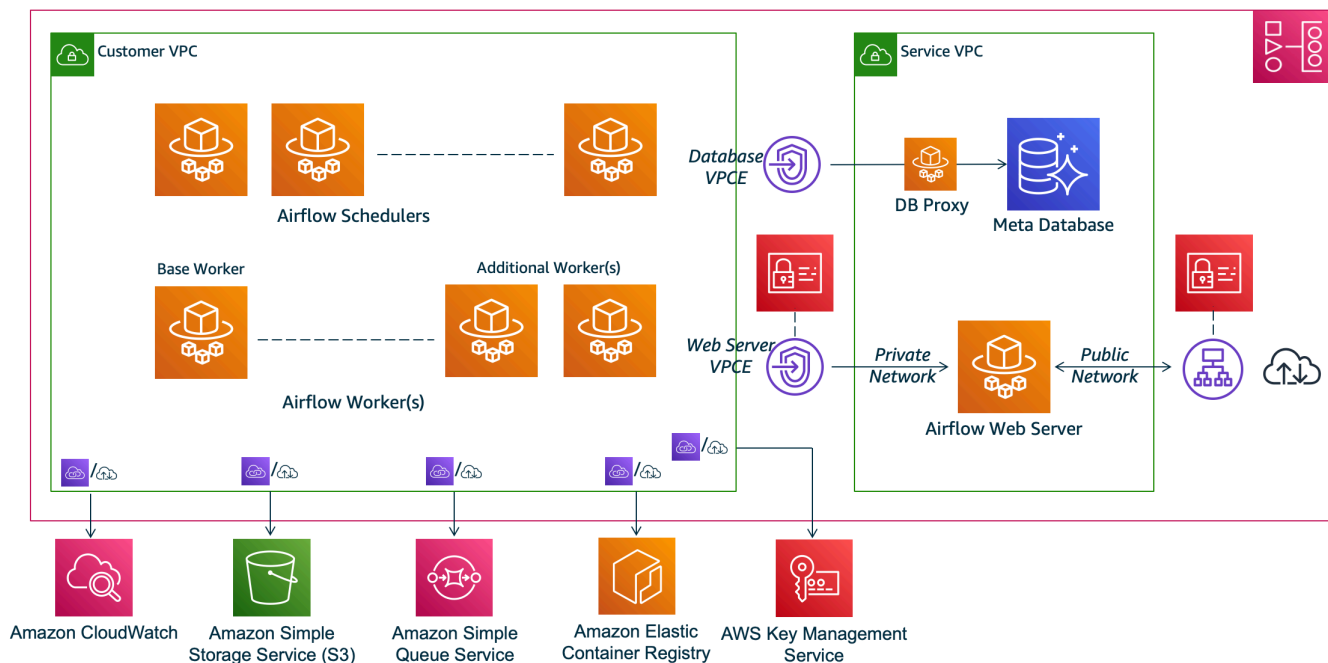 Customer VPC
Service VPC
Database
VPCE
DB Proxy
Meta Database
Airflow Schedulers
Base Worker
Additional Worker(s)
Web Server
VPCE
Private
Network
Public
Network
Airflow Worker(s)
Airflow Web Server
/
/
/
/
/
Amazon CloudWatch
Amazon Simple
Storage Service (S3)
Amazon Simple
Queue Service
Amazon Elastic
Container Registry
AWS Key Management
Service